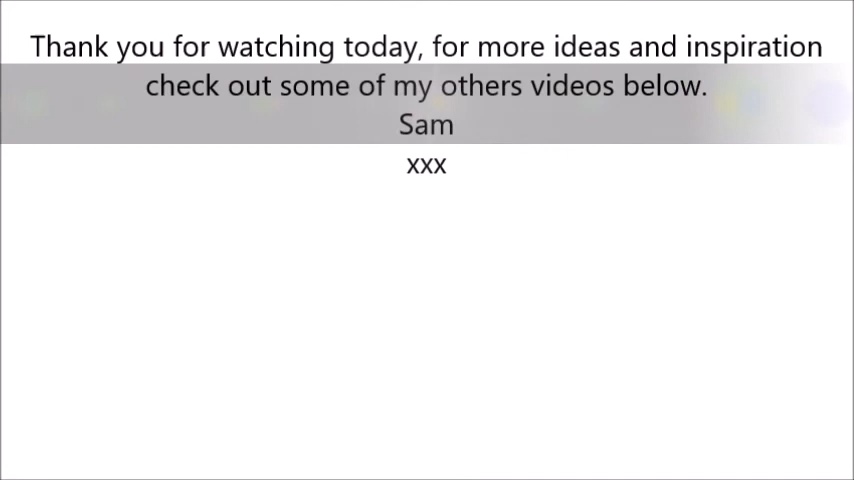 Thank you for watching today, for more ideas and inspiration
check out some of my others videos below.
Sam
xxx